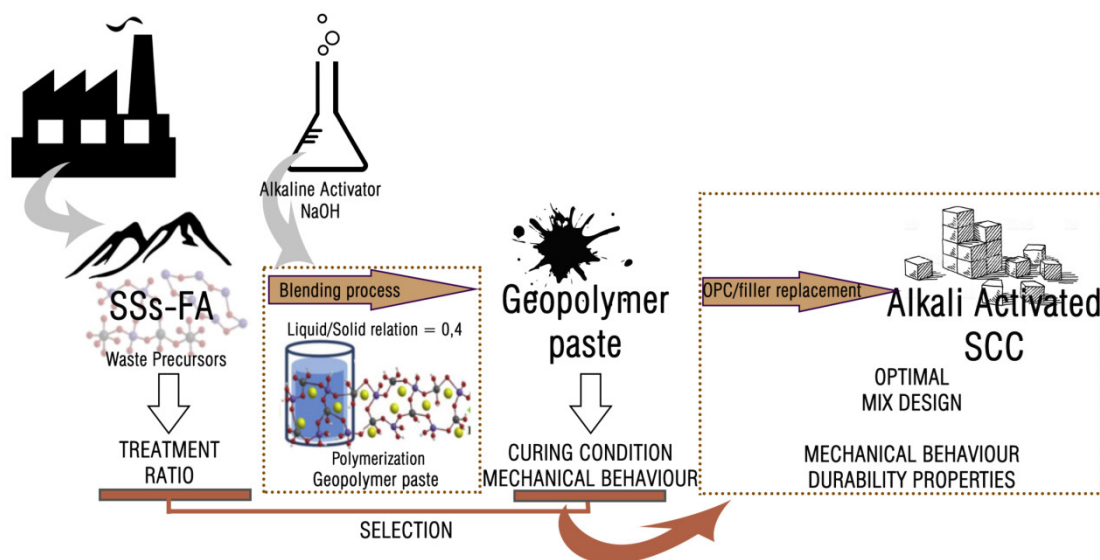 Alkaline Activator
NaOH
SSs-FA
Waste Precursors
TREATMENT
RATIO
Blending process
Liquid/Solid relation = 0,4
Polymerization
Geopolymer paste
Geopolymer
paste
CURING CONDITION
MECHANICAL BEHAVIOUR
SELECTION
OPC/filler replacement
Alkali Activated
SCC
OPTIMAL
MIX DESIGN
MECHANICAL BEHAVIOUR
DURABILITY PROPERTIES